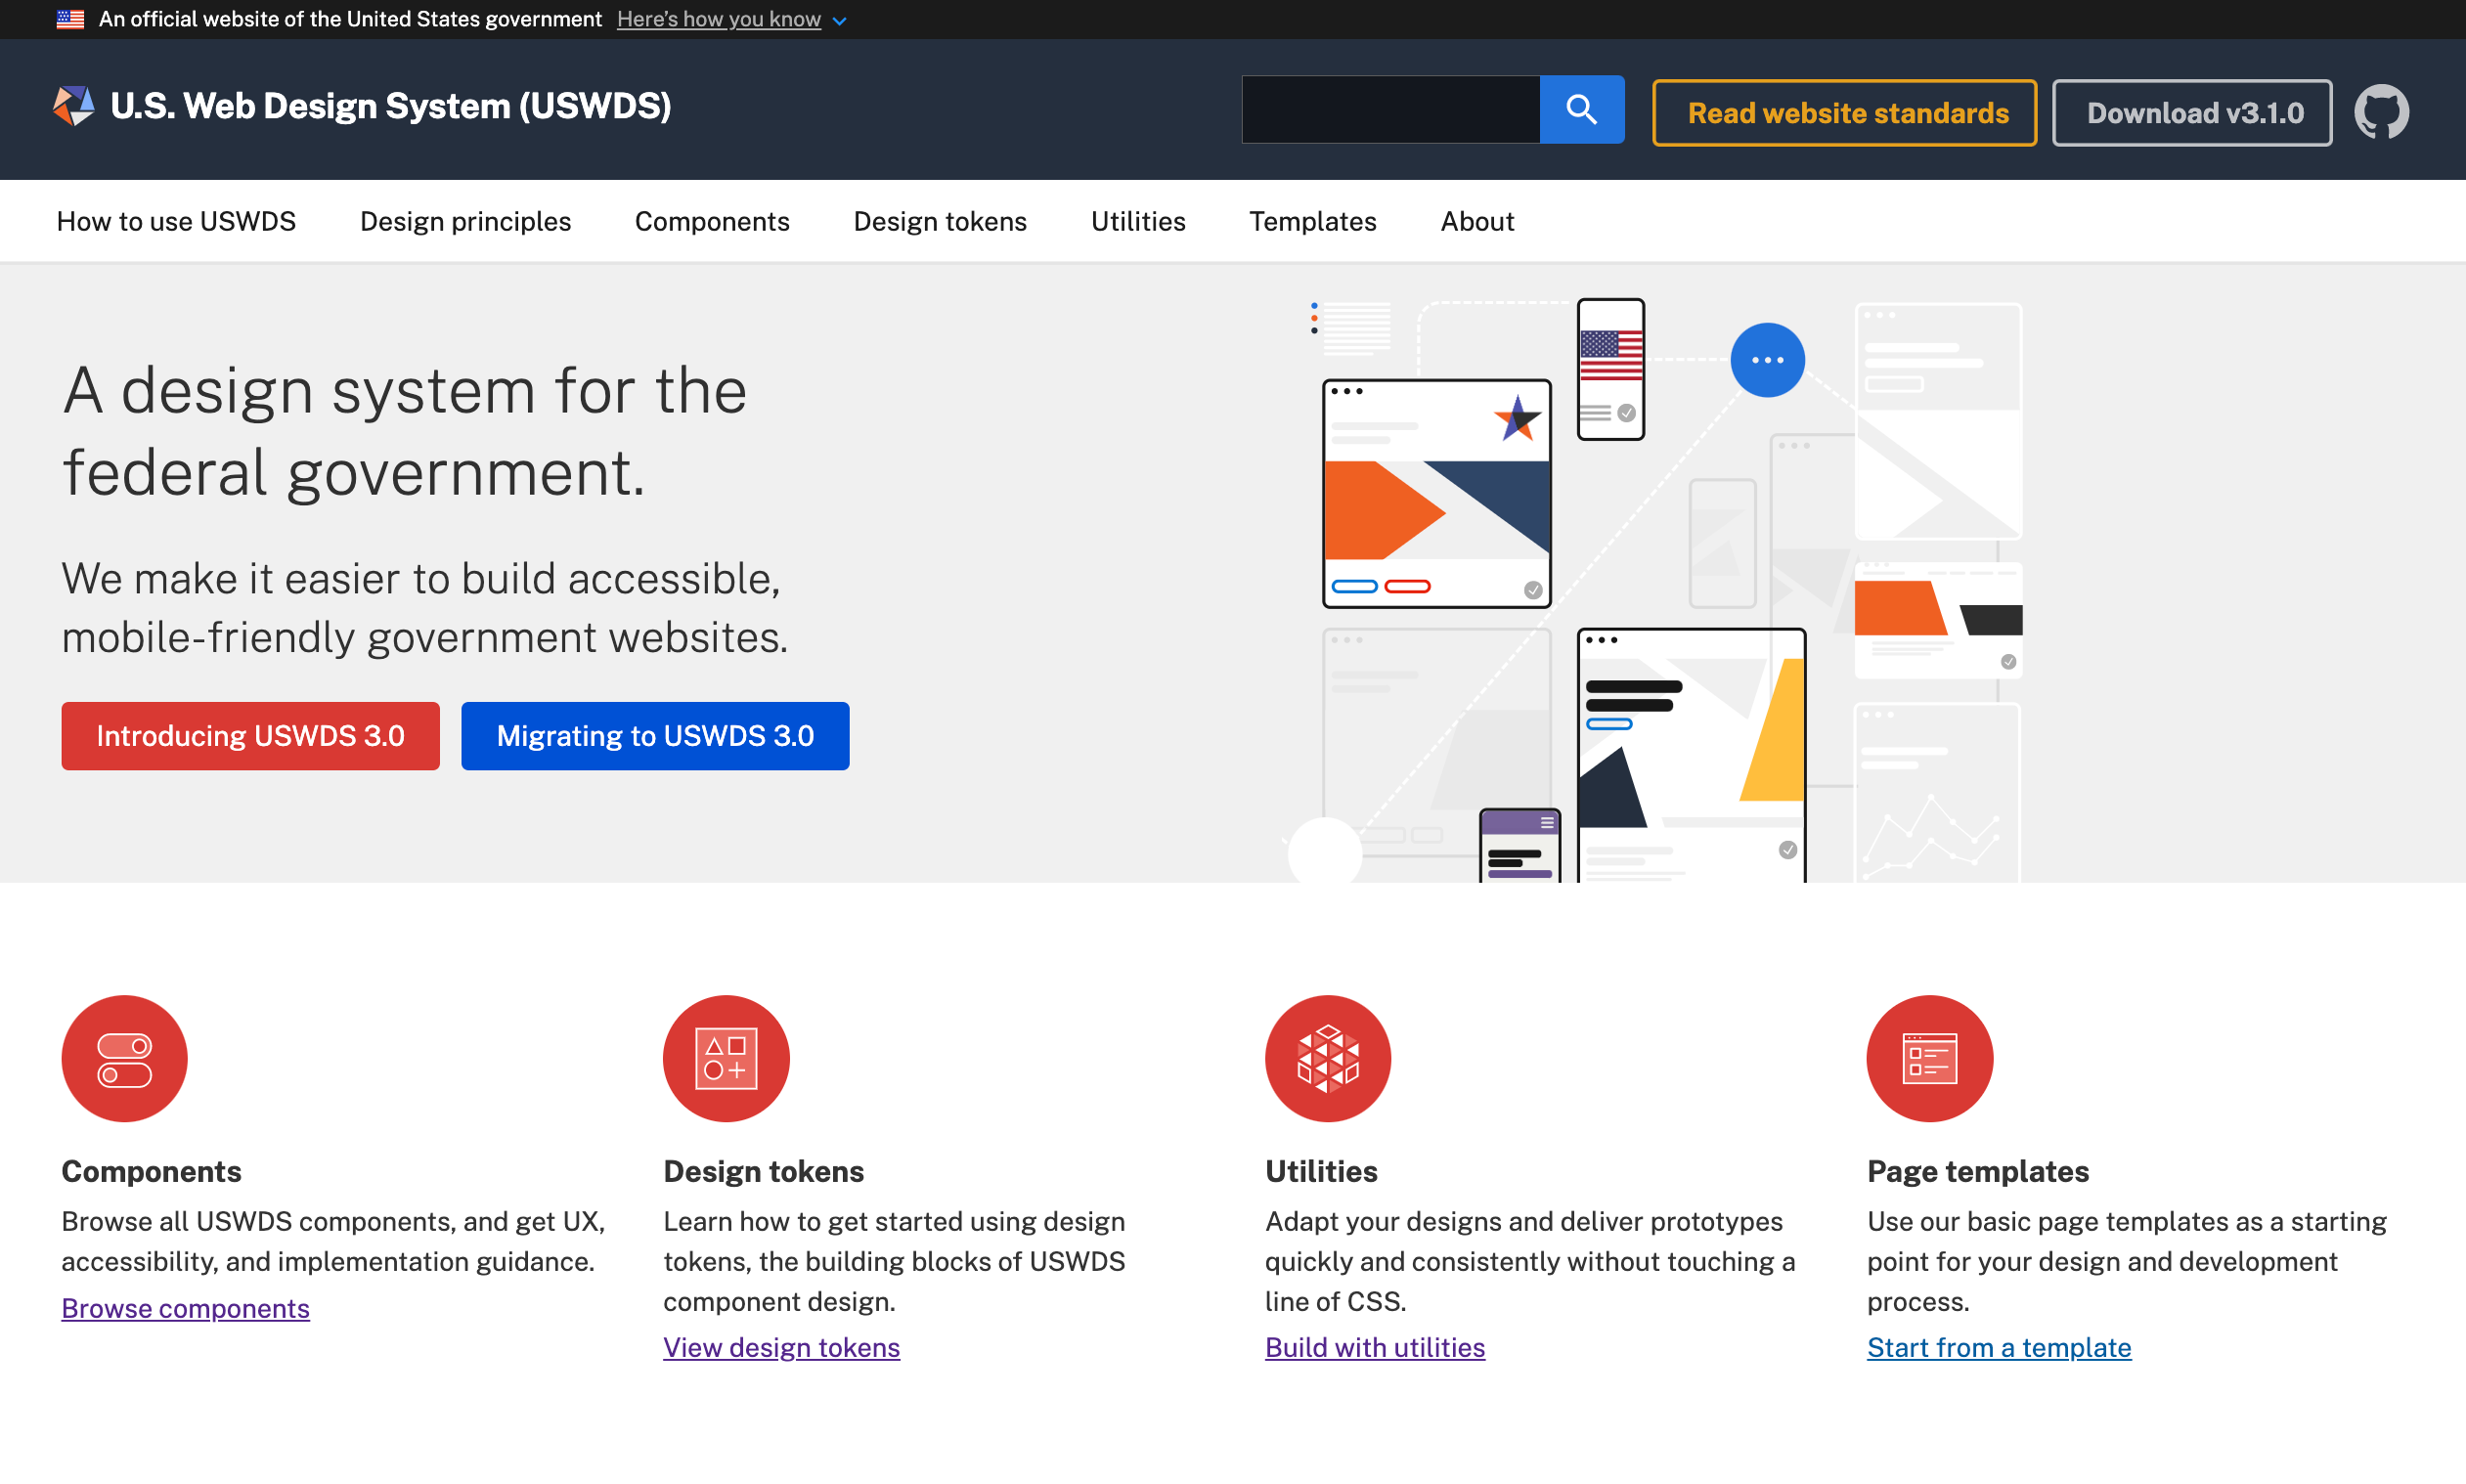 An official website of the United States government Here’s how you know
U.S. Web Design System (USWDS)
Read website standards
Download v3.1.0
How to use USWDS Design principles Components Design tokens Utilities Templates About
A design system for the
federal government.
We make it easier to build accessible,
mobile-friendly government websites.
Introducing USWDS 3.0
Migrating to USWDS 3.0
Components
Browse all USWDS components, and get UX,
accessibility, and implementation guidance.
Browse components
Design tokens
Learn how to get started using design
tokens, the building blocks of USWDS
component design.
View design tokens
Utilities
Adapt your designs and deliver prototypes
quickly and consistently without touching a
line of CSS.
Build with utilities
Page templates
Use our basic page templates as a starting
point for your design and development
process.
Start from a template